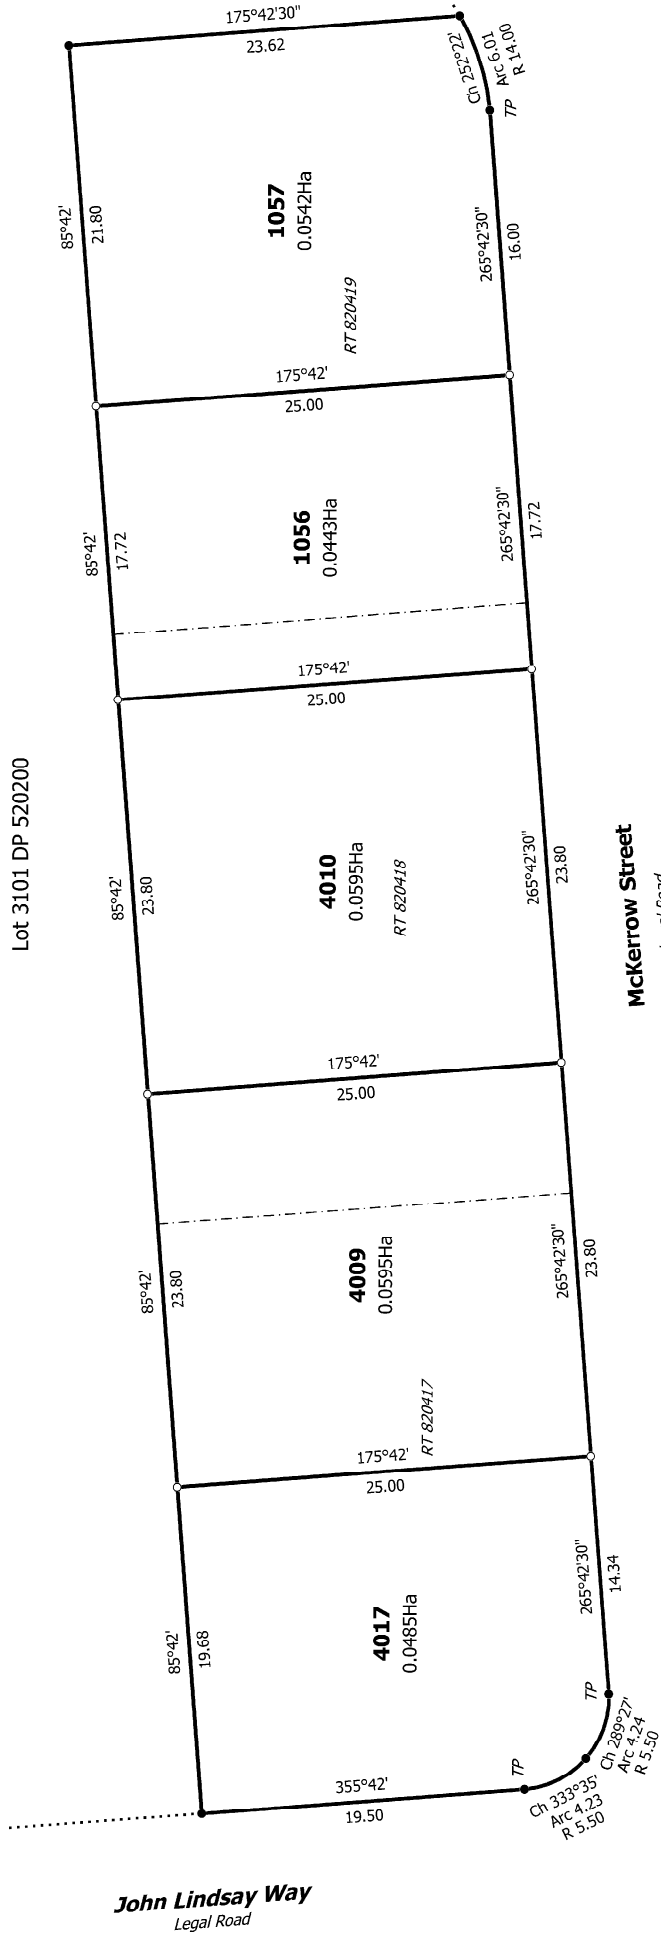 175°42'30"
23.62
Ch 252°22'
Arc 6.01
R 14.00
TP
85°42'
21.80
1057
0.0542Ha
RT 820419
265°42'30"
16.00
175°42'
25.00
85°42'
17.72
1056
0.0443Ha
265°42'30"
17.72
175°42'
25.00
Lot 3101 DP 520200
85°42'
23.80
4010
0.0595Ha
RT 820418
265°42'30"
23.80
McKerrow Street
175°42'
25.00
85°42'
23.80
4009
0.0595Ha
RT 820417
265°42'30"
23.80
175°42'
25.00
85°42'
19.68
4017
0.0485Ha
265°42'30"
14.34
TP
Ch 289°27'
Arc 4.24
R 5.50
TP
Ch 333°35'
Arc 4.23
R 5.50
355°42'
19.50
John Lindsay Way
Legal Road